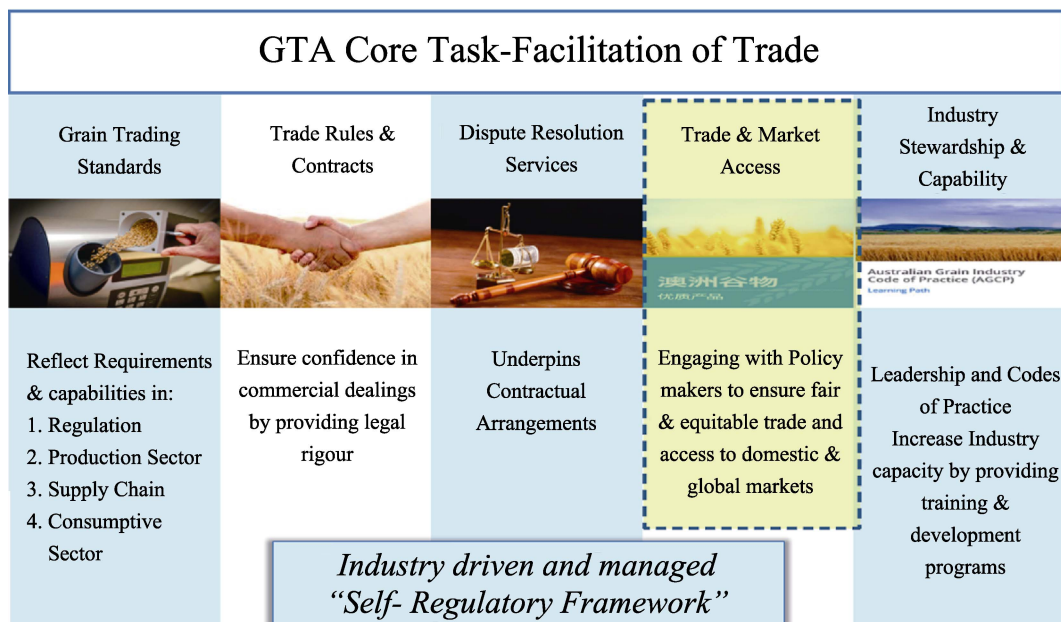 GTA Core Task-Facilitation of Trade
Grain Trading
Standards
Trade Rules &
Contracts
Dispute Resolution
Services
Trade & Market
Access
Industry
Stewardship &
Capability
澳洲谷物
优质产品
Australian Grain Industry
Code of Practice (AGCP)
Learning Path
Reflect Requirements
& capabilities in:
1. Regulation
2. Production Sector
3. Supply Chain
4. Consumptive
Sector
Ensure confidence in
commercial dealings
by providing legal
rigour
Underpins
Contractual
Arrangements
Engaging with Policy
makers to ensure fair
& equitable trade and
access to domestic &
global markets
Leadership and Codes
of Practice
Increase Industry
capacity by providing
training &
development
programs
Industry driven and managed
“Self- Regulatory Framework”